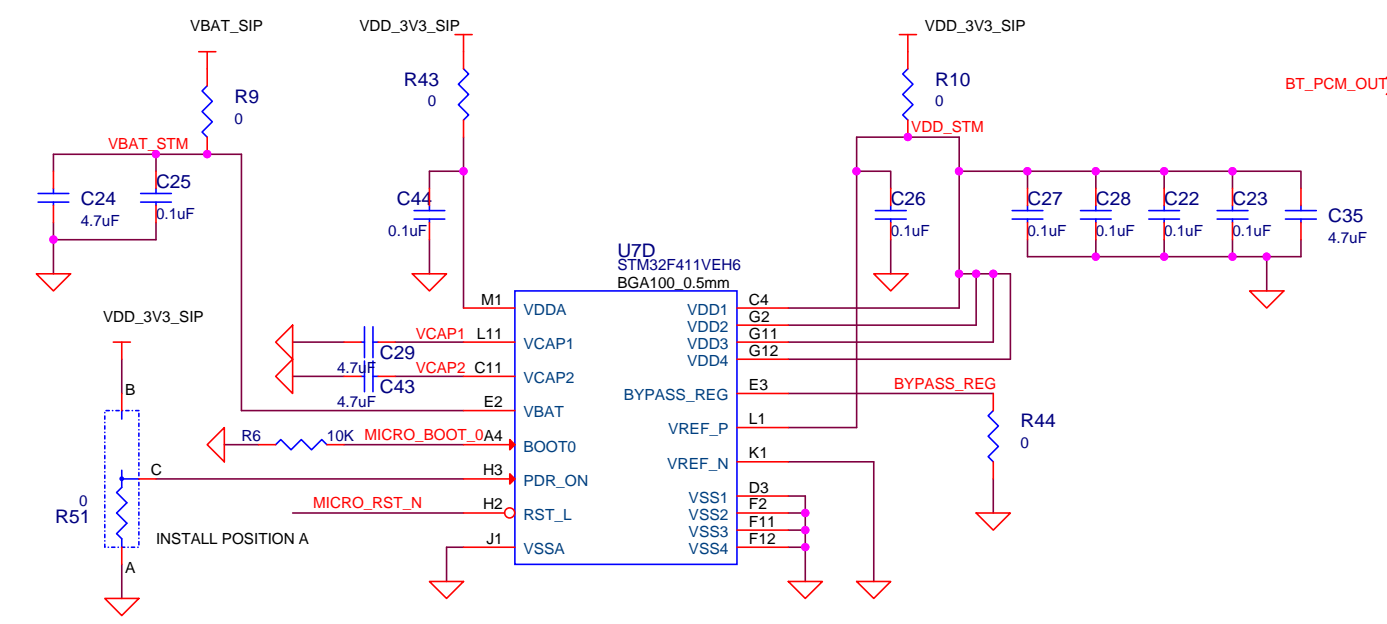 VBAT_SIP
VDD_3V3_SIP
VDD_3V3_SIP
R9
0
R43
0
R10
0
BT_PCM_OUT
VBAT_STM
VDD_STM
C24
4.7uF
C25
0.1uF
C44
0.1uF
C26
0.1uF
C27
0.1uF
C28
0.1uF
C22
0.1uF
C23
0.1uF
C35
4.7uF
U7D
STM32F411VEH6
BGA100_0.5mm
VDD_3V3_SIP
M1 VDDA
VDD1 C4
VDD2 G2
VCAP1 L11 VCAP1
VDD3 G11
C29
4.7uF
VDD4 G12
VCAP2 C11 VCAP2
C43
4.7uF
BYPASS_REG E3 BYPASS_REG
B
E2 VBAT
R44
0
VREF_P L1
R6 10K MICRO_BOOT_0 A4 BOOT0
VREF_N K1
C
H3 PDR_ON
VSS1 D3
0
R51
MICRO_RST_N H2 RST_L
VSS2 F2
VSS3 F11
INSTALL POSITION A
J1 VSSA
VSS4 F12
A